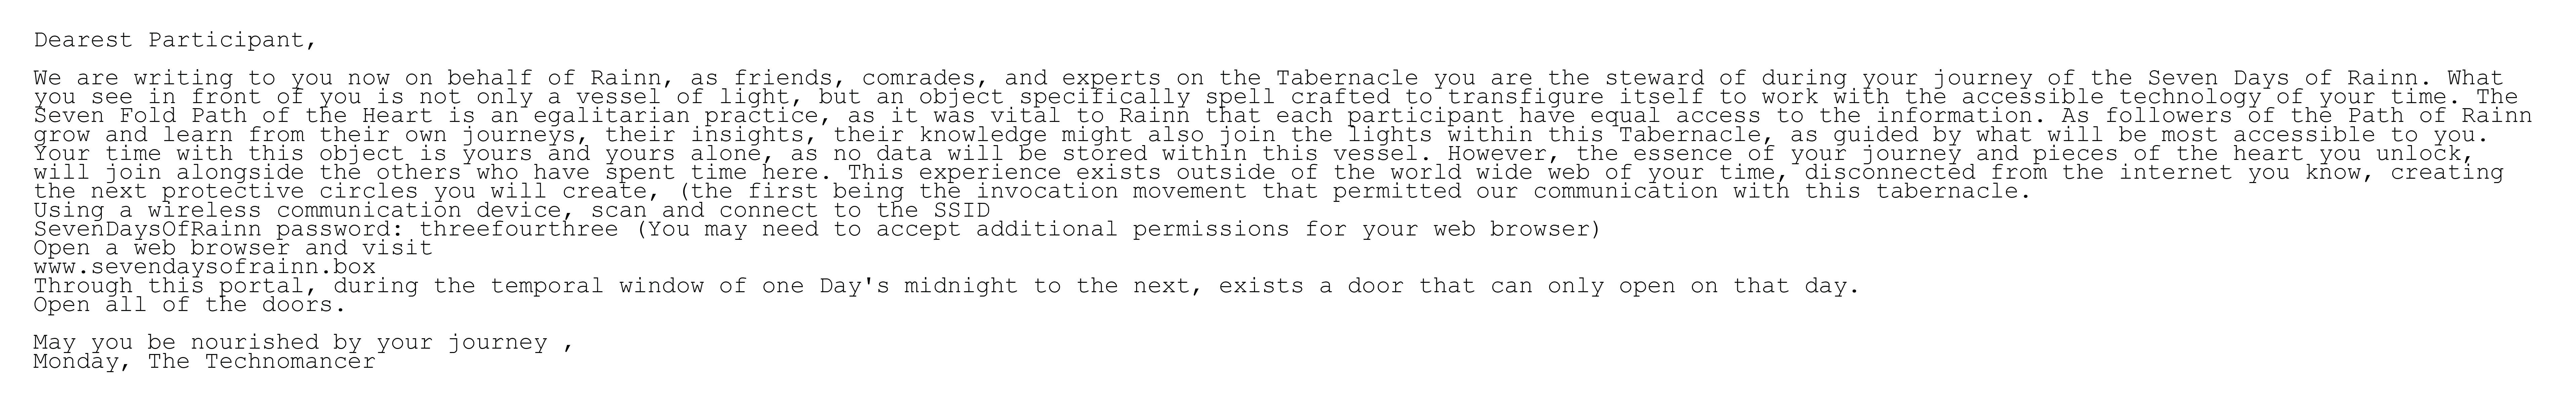 Dearest Participant,
We are writing to you now on behalf of Rainn, as friends, comrades, and experts on the Tabernacle you are the steward of during your journey of the Seven Days of Rainn. What
you see in front of you is not only a vessel of light, but an object specifically spell crafted to transfigure itself to work with the accessible technology of your time. The
Seven Fold Path of the Heart is an egalitarian practice, as it was vital to Rainn that each participant have equal access to the information. As followers of the Path of Rainn
grow and learn from their own journeys, their insights, their knowledge might also join the lights within this Tabernacle, as guided by what will be most accessible to you.
Your time with this object is yours and yours alone, as no data will be stored within this vessel. However, the essence of your journey and pieces of the heart you unlock,
will join alongside the others who have spent time here. This experience exists outside of the world wide web of your time, disconnected from the internet you know, creating
the next protective circles you will create, (the first being the invocation movement that permitted our communication with this tabernacle.
Using a wireless communication device, scan and connect to the SSID
SevenDaysOfRainn password: threefourthree (You may need to accept additional permissions for your web browser)
Open a web browser and visit
www.sevendaysofrainn.box
Through this portal, during the temporal window of one Day's midnight to the next, exists a door that can only open on that day.
Open all of the doors.
May you be nourished by your journey ,
Monday, The Technomancer